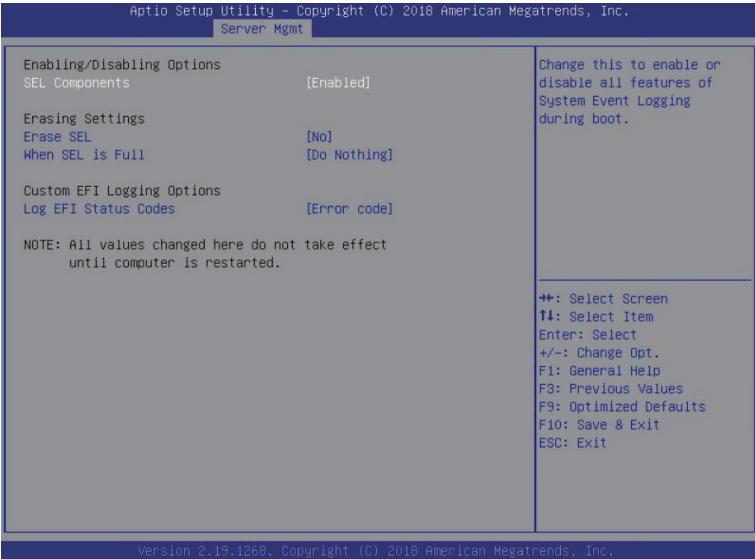 Aptio Setup Utility – Copyright (C) 2018 American Megatrends, Inc.
Server Mgmt
Enabling/Disabling Options
SEL Components [Enabled]
Erasing Settings
Erase SEL [No]
When SEL is Full [Do Nothing]
Custom EFI Logging Options
Log EFI Status Codes [Error code]
NOTE: All values changed here do not take effect
until computer is restarted.
Change this to enable or
disable all features of
System Event Logging
during boot.
→←: Select Screen
↑↓: Select Item
Enter: Select
+/-: Change Opt.
F1: General Help
F3: Previous Values
F9: Optimized Defaults
F10: Save & Exit
ESC: Exit
Version 2.19.1268. Copyright (C) 2018 American Megatrends, Inc.